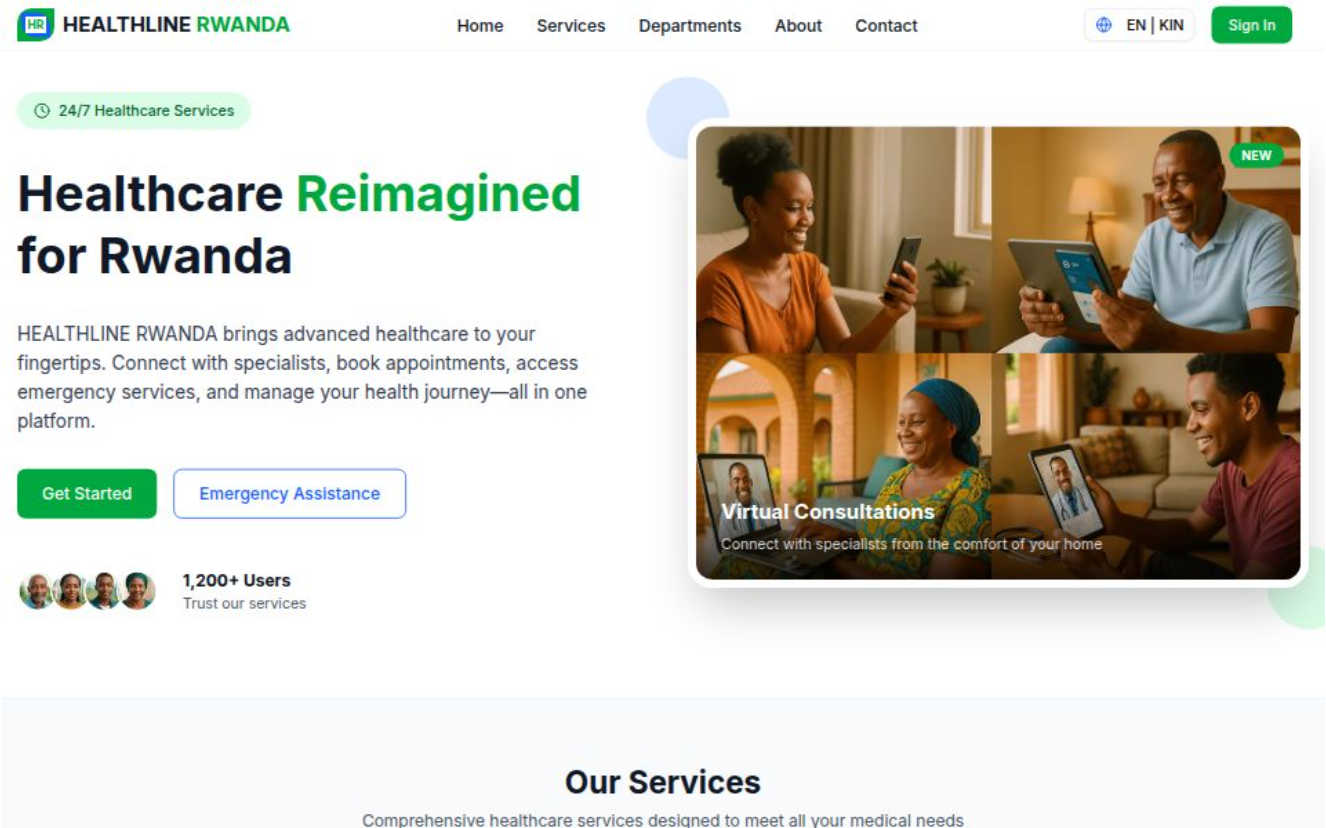 HR HEALTHLINE RWANDA
Home Services Departments About Contact
EN | KIN
Sign In
24/7 Healthcare Services
Healthcare Reimagined
for Rwanda
HEALTHLINE RWANDA brings advanced healthcare to your
fingertips. Connect with specialists, book appointments, access
emergency services, and manage your health journey—all in one
platform.
Get Started
Emergency Assistance
1,200+ Users
Trust our services
NEW
Virtual Consultations
Connect with specialists from the comfort of your home
Our Services
Comprehensive healthcare services designed to meet all your medical needs